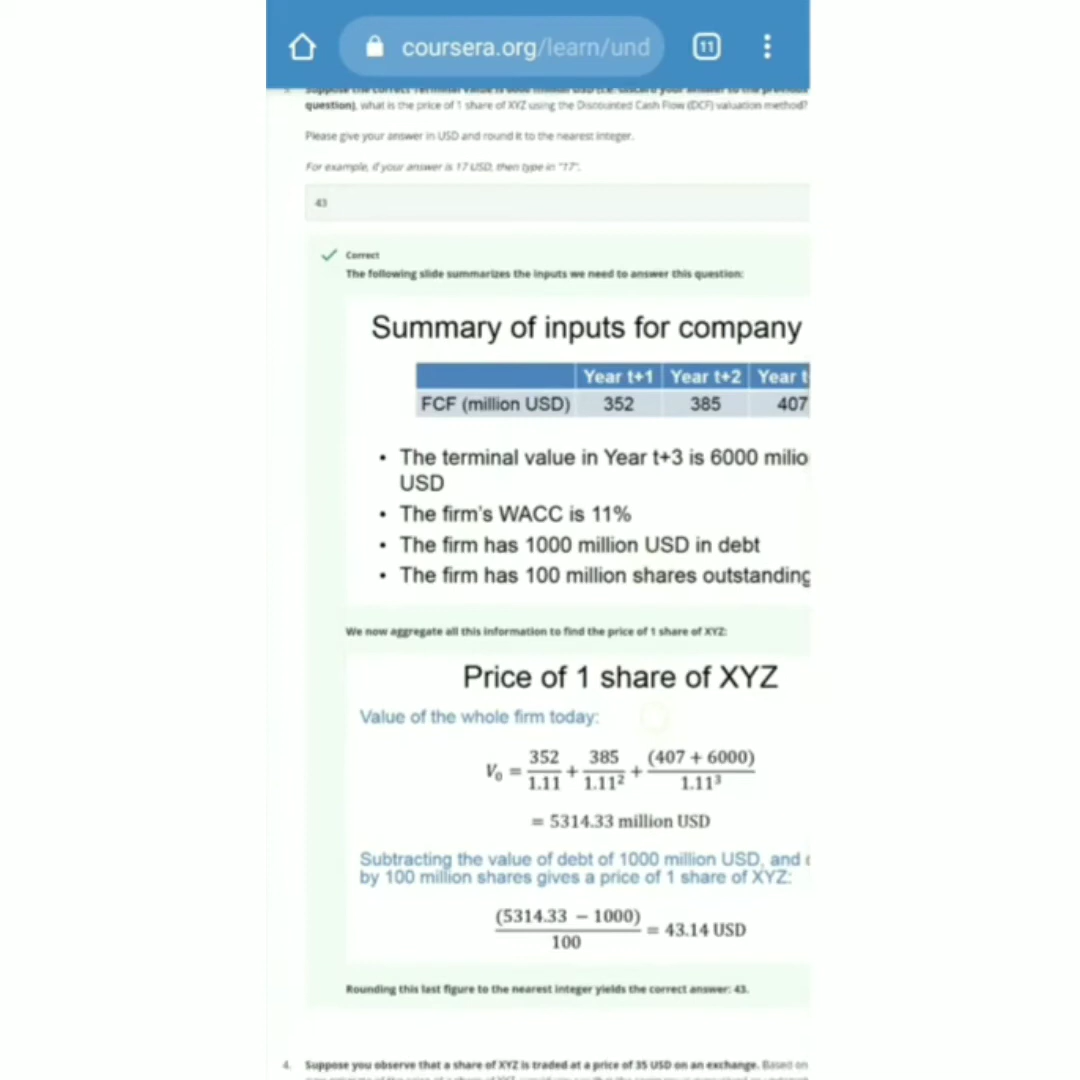 coursera.org/learn/und
11
question), what is the price of 1 share of XYZ using the Discounted Cash Flow (DCF) valuation method?
Please give your answer in USD and round it to the nearest integer.
For example, if your answer is 17 USD, then type in "17".
43
Correct
The following slide summarizes the inputs we need to answer this question:
Summary of inputs for company
Year t+1 Year t+2 Year t
FCF (million USD) 352 385 407
• The terminal value in Year t+3 is 6000 milio
USD
• The firm's WACC is 11%
• The firm has 1000 million USD in debt
• The firm has 100 million shares outstanding
We now aggregate all this information to find the price of 1 share of XYZ:
Price of 1 share of XYZ
Value of the whole firm today:
V₀ = 352/1.11 + 385/1.11² + (407 + 6000)/1.11³
= 5314.33 million USD
Subtracting the value of debt of 1000 million USD, and
by 100 million shares gives a price of 1 share of XYZ:
(5314.33 − 1000)/100 = 43.14 USD
Rounding this last figure to the nearest integer yields the correct answer: 43.
4. Suppose you observe that a share of XYZ is traded at a price of 35 USD on an exchange. Based on